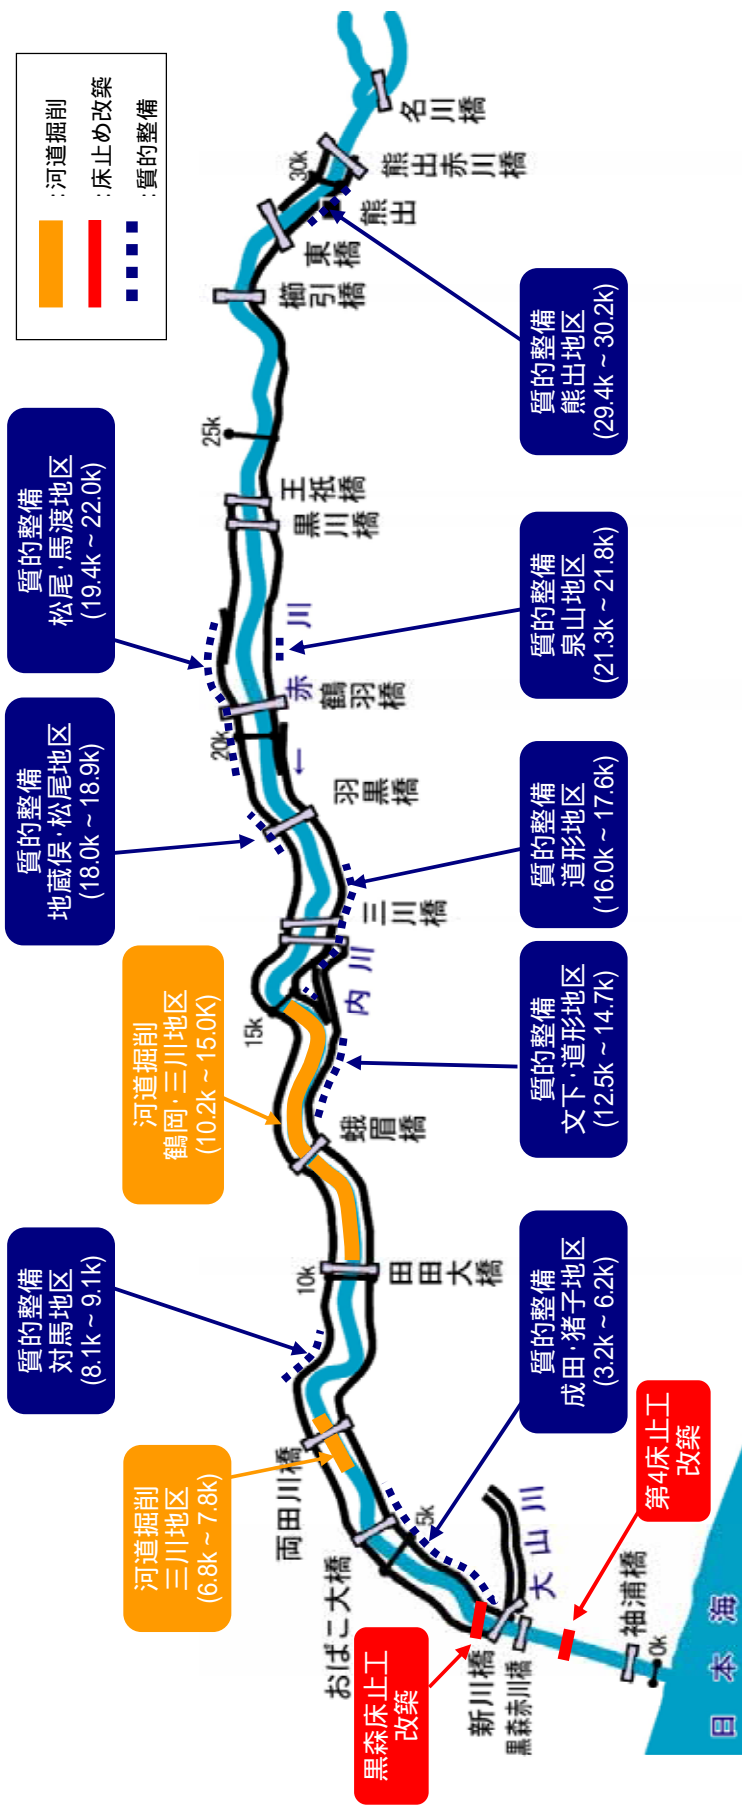 :河道掘削
:床止め改築
:質的整備
質的整備
対馬地区
(8.1k ~ 9.1k)
河道掘削
三川地区
(6.8k ~ 7.8k)
河道掘削
鶴岡・三川地区
(10.2k ~ 15.0K)
質的整備
地蔵俣・松尾地区
(18.0k ~ 18.9k)
質的整備
松尾・馬渡地区
(19.4k ~ 22.0k)
黒森床止工
改築
第4床止工
改築
質的整備
成田・猪子地区
(3.2k ~ 6.2k)
質的整備
文下・道形地区
(12.5k ~ 14.7k)
質的整備
道形地区
(16.0k ~ 17.6k)
質的整備
泉山地区
(21.3k ~ 21.8k)
質的整備
熊出地区
(29.4k ~ 30.2k)
日本海
0k
袖浦橋
黒森赤川橋
新川橋
大山川
5k
おばこ大橋
両田川橋
10k
田田大橋
蛾眉橋
15k
内川
三川橋
羽黒橋
←
20k
鶴羽橋
赤川
黒川橋
王祇橋
25k
櫛引橋
東橋
熊出
30k
熊出赤川橋
名川橋